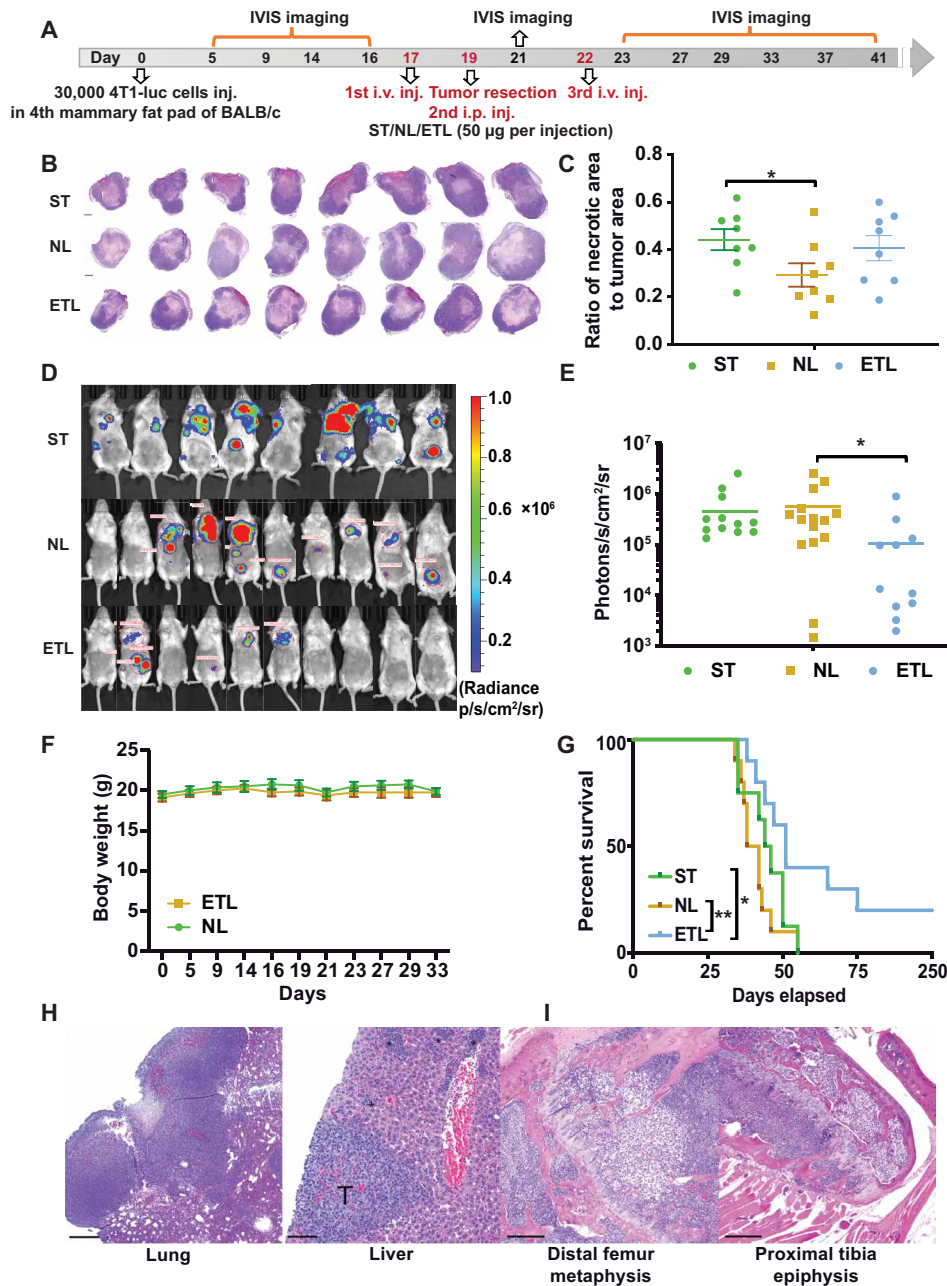 A
IVIS imaging IVIS imaging IVIS imaging
Day 0 5 9 14 16 17 19 21 22 23 27 29 33 37 41
30,000 4T1-luc cells inj.
in 4th mammary fat pad of BALB/c
1st i.v. inj. Tumor resection 3rd i.v. inj.
2nd i.p. inj.
ST/NL/ETL (50 µg per injection)
B
ST
NL
ETL
C
Ratio of necrotic area
to tumor area
0.8
0.6
0.4
0.2
0.0
*
ST NL ETL
D
ST
NL
ETL
1.0
0.8
0.6
×10⁶
0.4
0.2
(Radiance
p/s/cm²/sr)
E
Photons/s/cm²/sr
10⁷
10⁶
10⁵
10⁴
10³
*
ST NL ETL
F
Body weight (g)
25
20
15
10
5
0
ETL
NL
0 5 9 14 16 19 21 23 27 29 33
Days
G
Percent survival
100
50
0
ST
NL
ETL
**
*
0 25 50 75 250
Days elapsed
H
T
* * * *
Lung
Liver
I
Distal femur
metaphysis
Proximal tibia
epiphysis